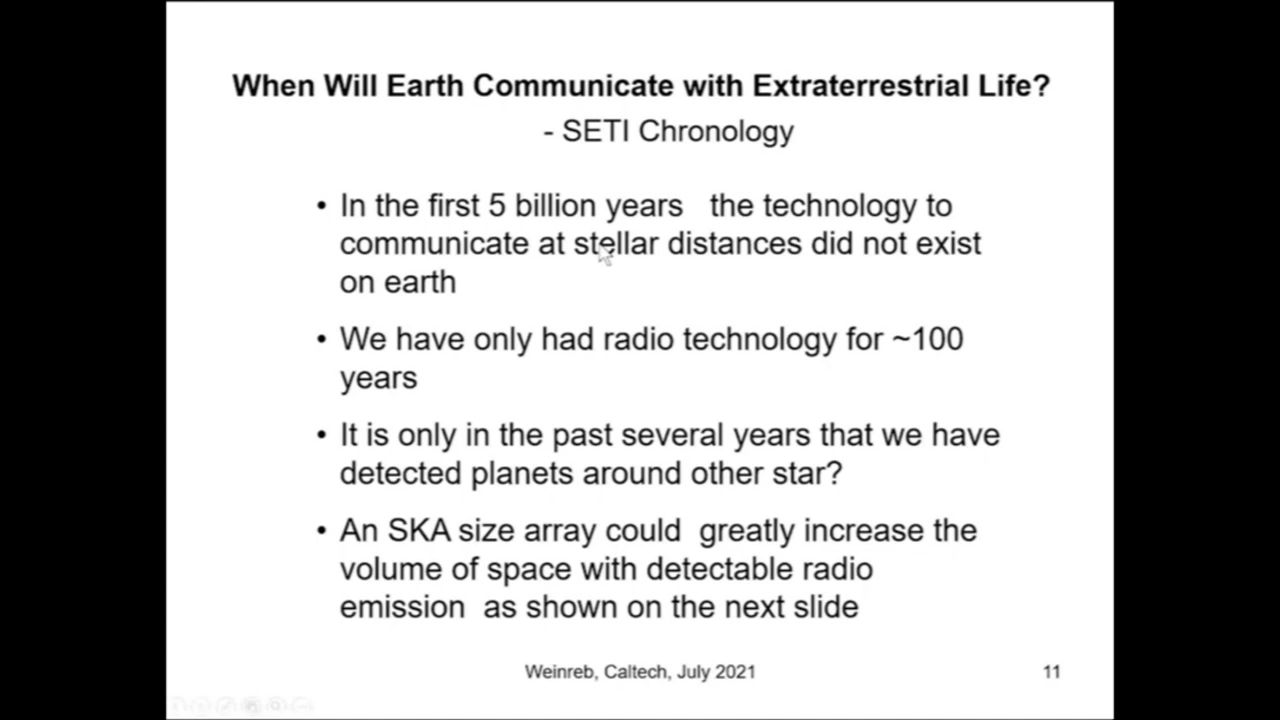 When Will Earth Communicate with Extraterrestrial Life?
- SETI Chronology
• In the first 5 billion years   the technology to
communicate at stellar distances did not exist
on earth
• We have only had radio technology for ~100
years
• It is only in the past several years that we have
detected planets around other star?
• An SKA size array could  greatly increase the
volume of space with detectable radio
emission  as shown on the next slide
Weinreb, Caltech, July 2021
11